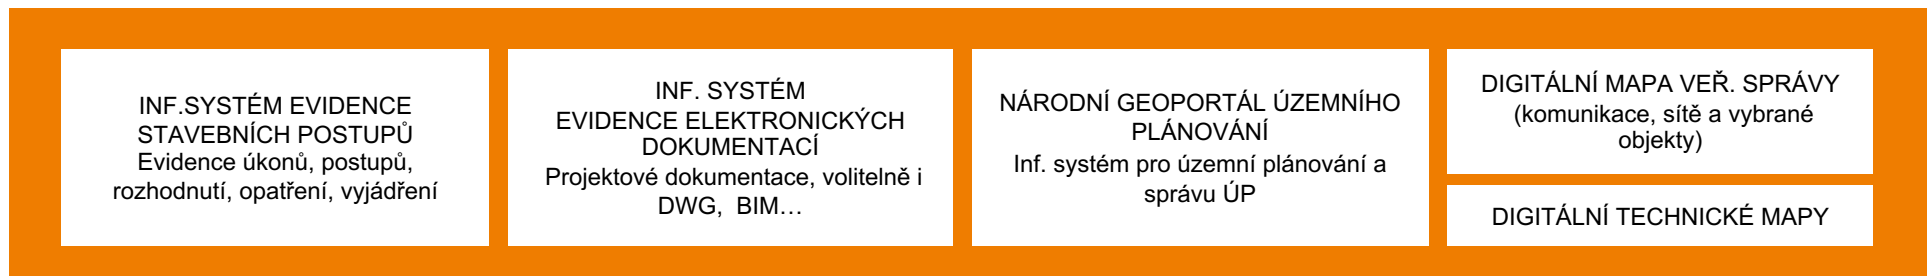 INF.SYSTÉM EVIDENCE
STAVEBNÍCH POSTUPŮ
Evidence úkonů, postupů,
rozhodnutí, opatření, vyjádření
INF. SYSTÉM
EVIDENCE ELEKTRONICKÝCH
DOKUMENTACÍ
Projektové dokumentace, volitelně i
DWG, BIM…
NÁRODNÍ GEOPORTÁL ÚZEMNÍHO
PLÁNOVÁNÍ
Inf. systém pro územní plánování a
správu ÚP
DIGITÁLNÍ MAPA VEŘ. SPRÁVY
(komunikace, sítě a vybrané
objekty)
DIGITÁLNÍ TECHNICKÉ MAPY